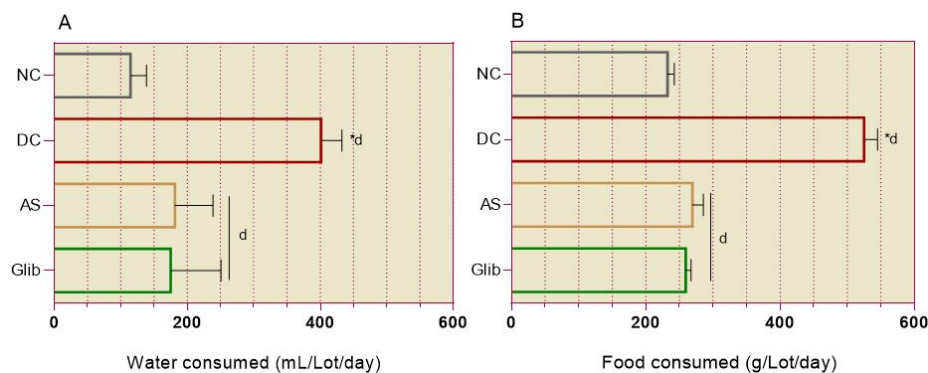 A
NC
DC
AS
Glib
*d
d
0 200 400 600
Water consumed (mL/Lot/day)
B
NC
DC
AS
Glib
*d
d
0 200 400 600
Food consumed (g/Lot/day)